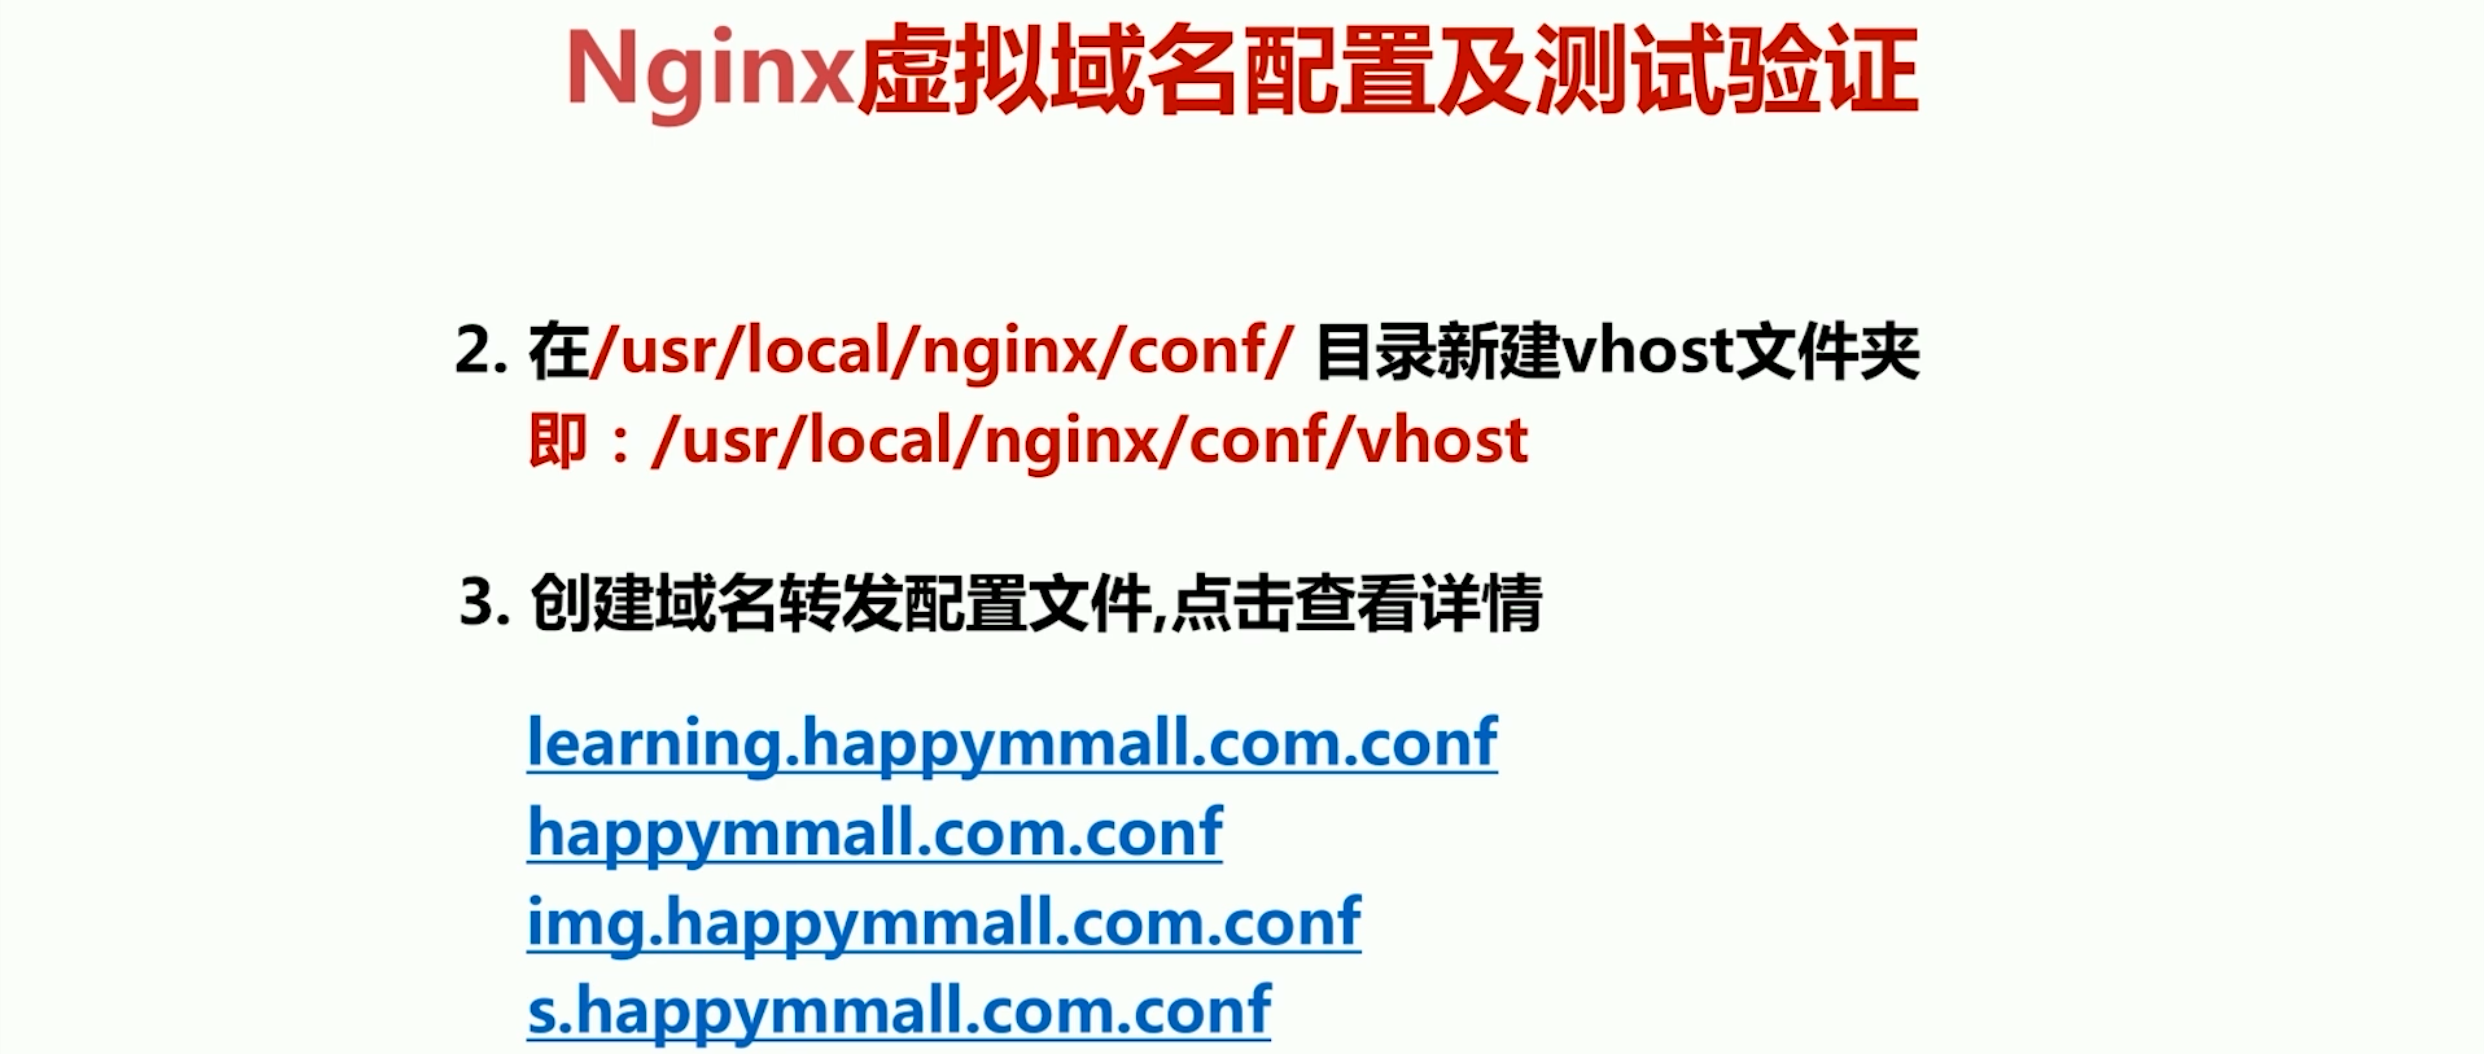 Nginx虚拟域名配置及测试验证
2. 在/usr/local/nginx/conf/ 目录新建vhost文件夹
即：/usr/local/nginx/conf/vhost
3. 创建域名转发配置文件,点击查看详情
learning.happymmall.com.conf
happymmall.com.conf
img.happymmall.com.conf
s.happymmall.com.conf